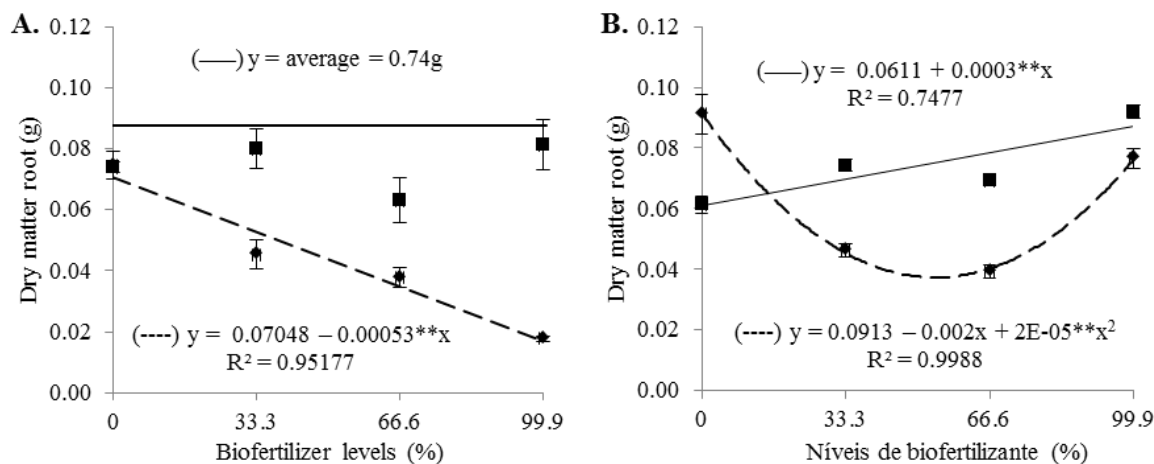 A.
(—) y = average = 0.74g
Dry matter root (g)
0.12
0.10
0.08
0.06
0.04
0.02
0.00
(----) y = 0.07048 – 0.00053**x
R² = 0.95177
0 33.3 66.6 99.9
Biofertilizer levels (%)
B.
(—) y = 0.0611 + 0.0003**x
R² = 0.7477
Dry matter root (g)
0.12
0.10
0.08
0.06
0.04
0.02
0.00
(----) y = 0.0913 – 0.002x + 2E-05**x²
R² = 0.9988
0 33.3 66.6 99.9
Níveis de biofertilizante (%)